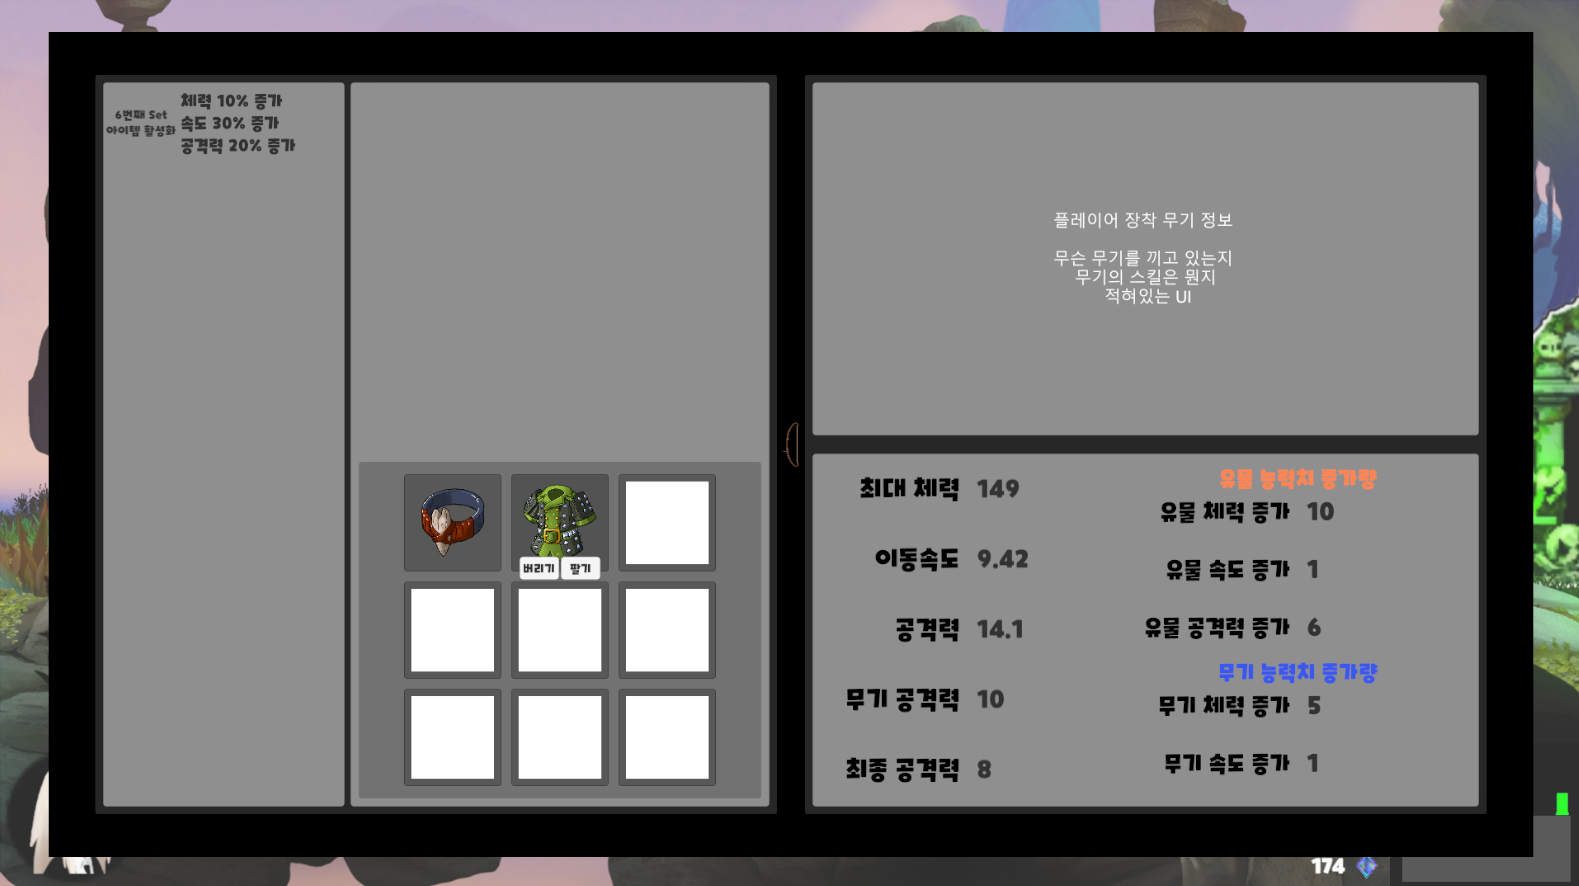 6번째 Set
아이템 활성화
체력 10% 증가
속도 30% 증가
공격력 20% 증가
버리기
팔기
플레이어 장착 무기 정보
무슨 무기를 끼고 있는지
무기의 스킬은 뭔지
적혀있는 UI
최대 체력 149
이동속도 9.42
공격력 14.1
무기 공격력 10
최종 공격력 8
유물 능력치 증가량
유물 체력 증가 10
유물 속도 증가 1
유물 공격력 증가 6
무기 능력치 증가량
무기 체력 증가 5
무기 속도 증가 1
174